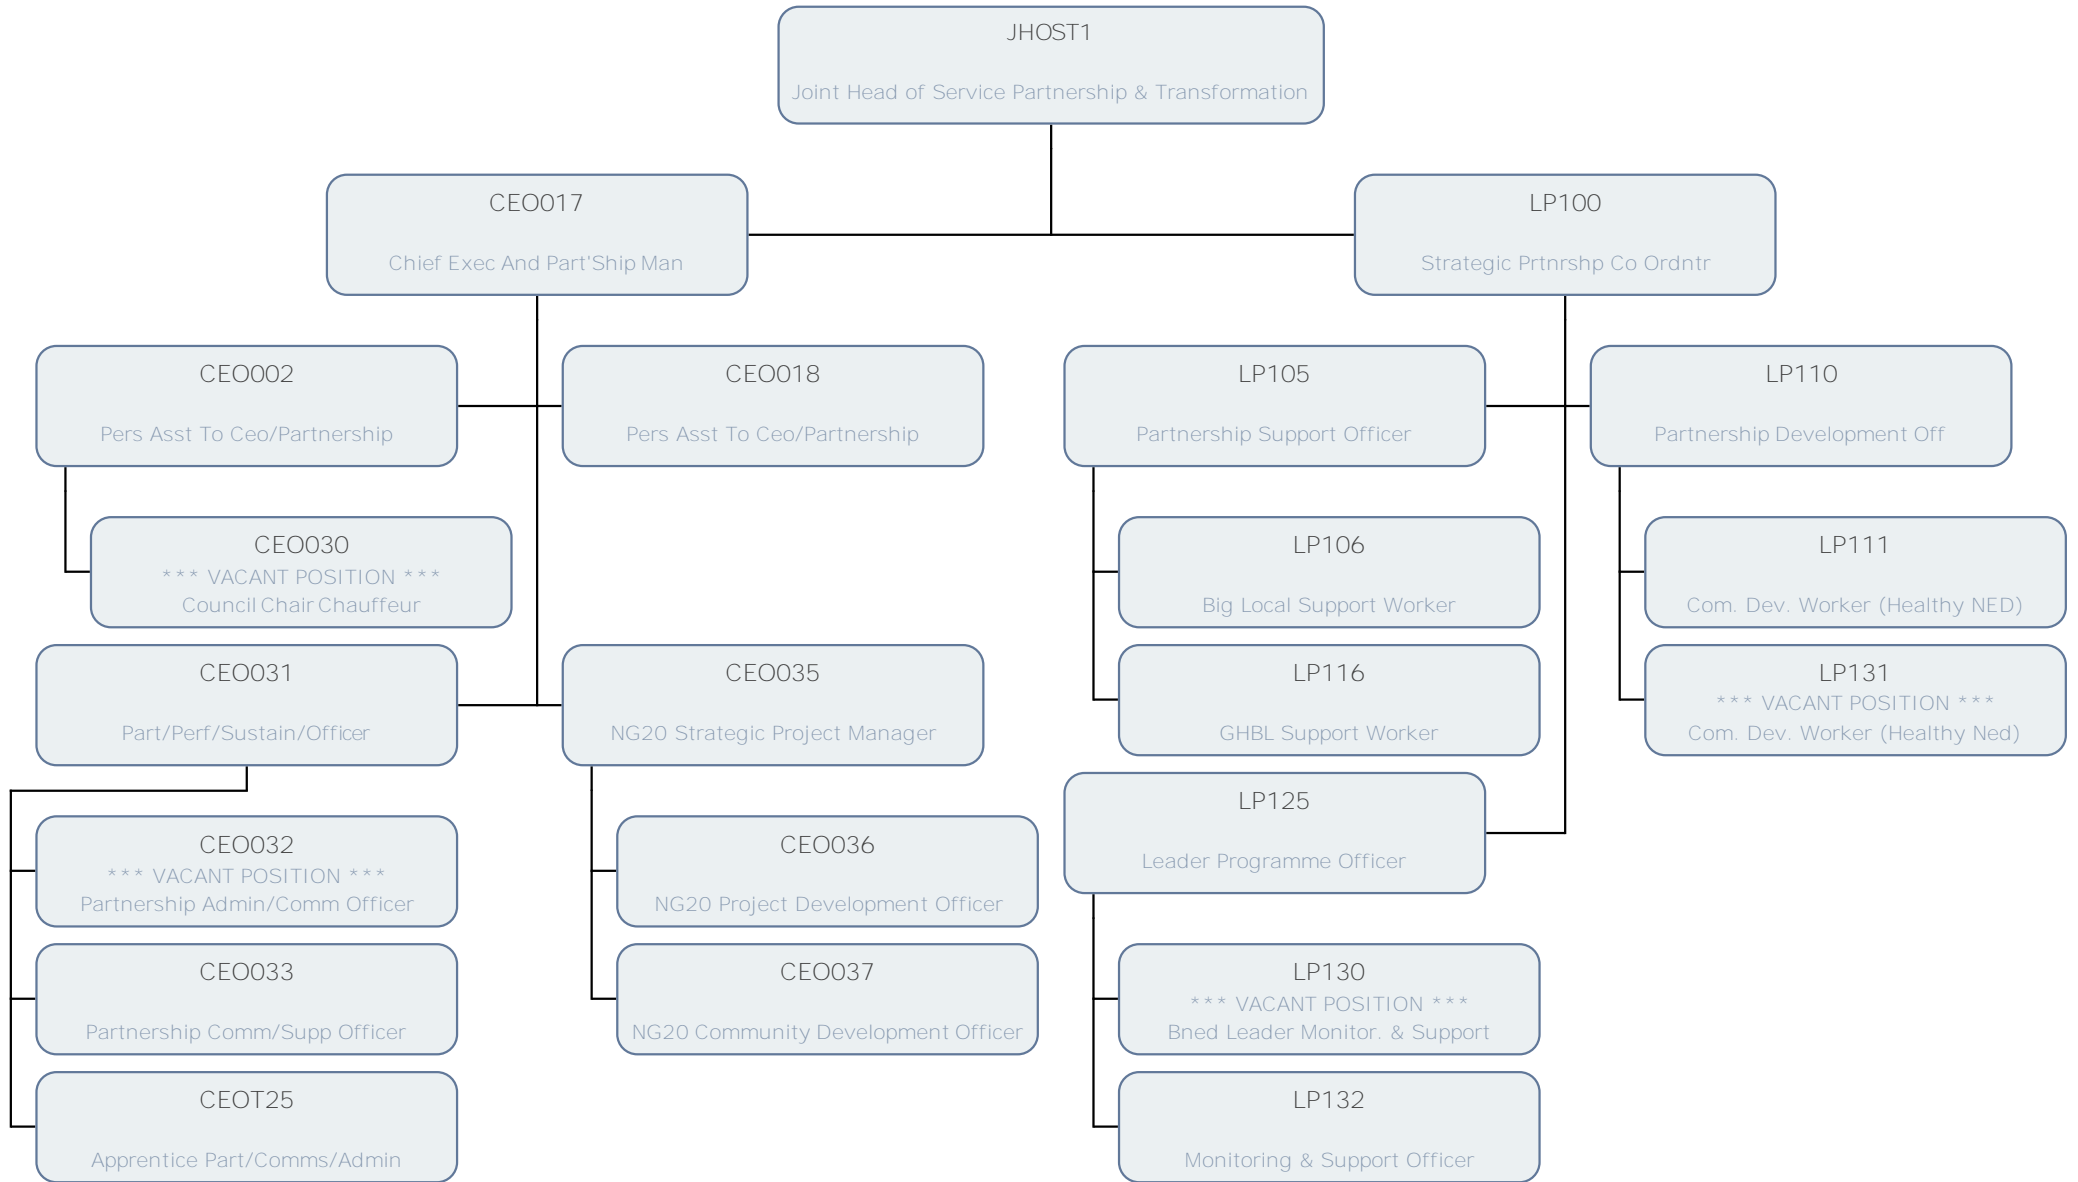 JHOST1
Joint Head of Service Partnership & Transformation
CEO017
Chief Exec And Part'Ship Man
LP100
Strategic Prtnrshp Co Ordntr
CEO002
Pers Asst To Ceo/Partnership
CEO018
Pers Asst To Ceo/Partnership
LP105
Partnership Support Officer
LP110
Partnership Development Off
CEO030
*** VACANT POSITION ***
Council Chair Chauffeur
LP106
Big Local Support Worker
LP111
Com. Dev. Worker (Healthy NED)
CEO031
Part/Perf/Sustain/Officer
CEO035
NG20 Strategic Project Manager
LP116
GHBL Support Worker
LP131
*** VACANT POSITION ***
Com. Dev. Worker (Healthy Ned)
LP125
Leader Programme Officer
CEO032
*** VACANT POSITION ***
Partnership Admin/Comm Officer
CEO036
NG20 Project Development Officer
CEO033
Partnership Comm/Supp Officer
CEO037
NG20 Community Development Officer
LP130
*** VACANT POSITION ***
Bned Leader Monitor. & Support
CEOT25
Apprentice Part/Comms/Admin
LP132
Monitoring & Support Officer